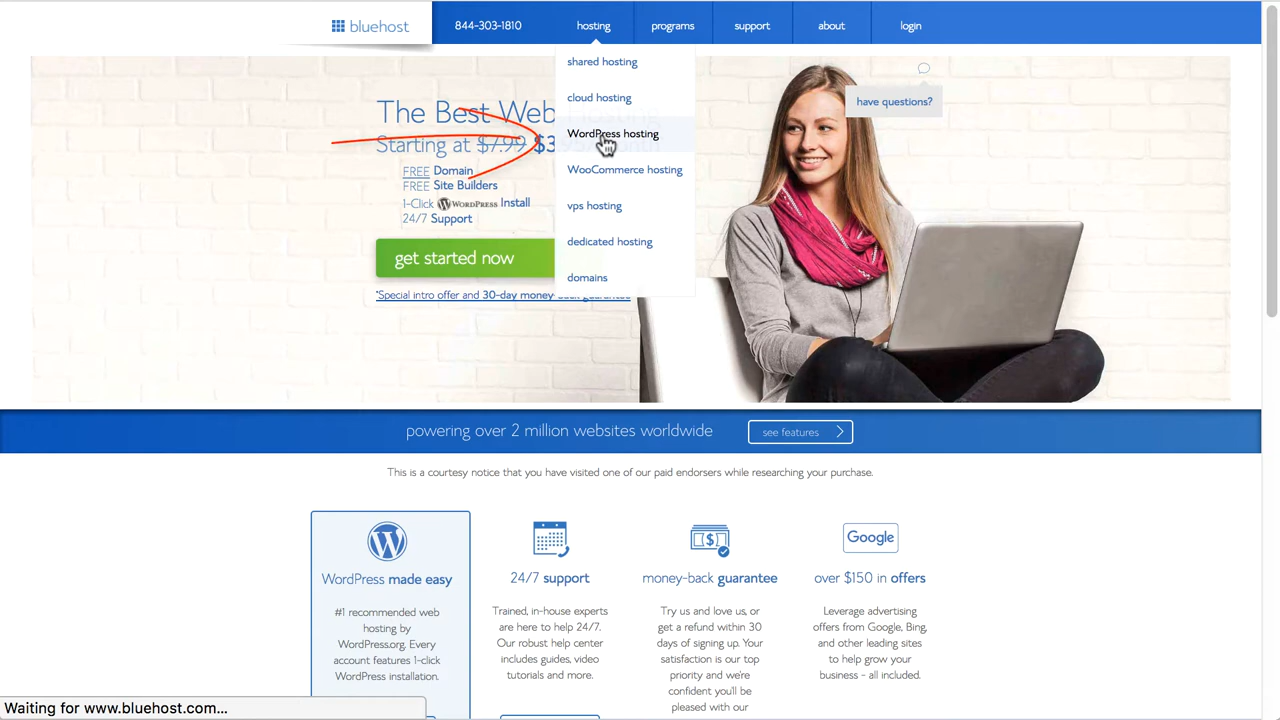 bluehost
844-303-1810
hosting
programs
support
about
login
shared hosting
cloud hosting
WordPress hosting
WooCommerce hosting
vps hosting
dedicated hosting
domains
have questions?
The Best Web
Starting at $7.99 $3
FREE Domain
FREE Site Builders
1-Click WORDPRESS Install
24/7 Support
get started now
*Special intro offer and 30-day money-back guarantee
powering over 2 million websites worldwide
see features
This is a courtesy notice that you have visited one of our paid endorsers while researching your purchase.
WordPress made easy
#1 recommended web
hosting by
WordPress.org. Every
account features 1-click
WordPress installation.
24/7 support
Trained, in-house experts
are here to help 24/7.
Our robust help center
includes guides, video
tutorials and more.
money-back guarantee
Try us and love us, or
get a refund within 30
days of signing up. Your
satisfaction is our top
priority and we're
confident you'll be
pleased with our
Google
over $150 in offers
Leverage advertising
offers from Google, Bing,
and other leading sites
to help grow your
business - all included.
Waiting for www.bluehost.com...